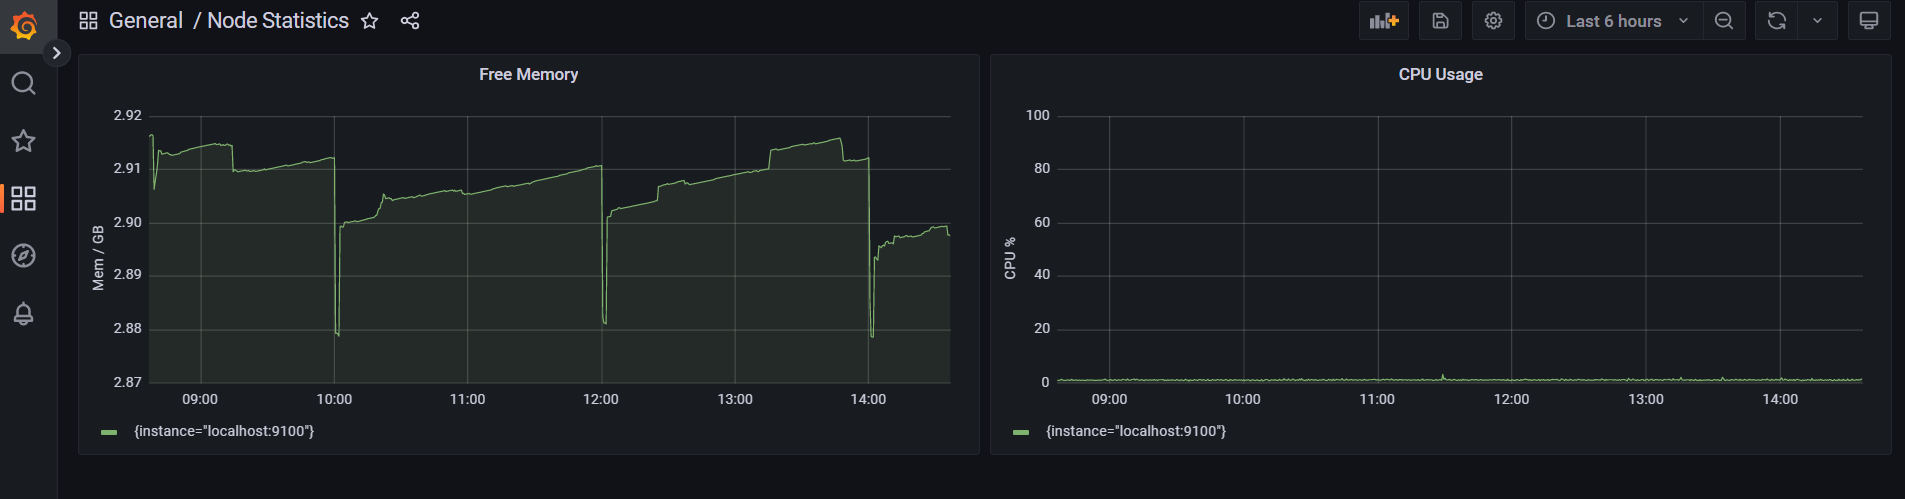 General / Node Statistics
Last 6 hours
Free Memory
Mem / GB
2.92
2.91
2.90
2.89
2.88
2.87
09:00 10:00 11:00 12:00 13:00 14:00
{instance="localhost:9100"}
CPU Usage
CPU %
100
80
60
40
20
0
09:00 10:00 11:00 12:00 13:00 14:00
{instance="localhost:9100"}